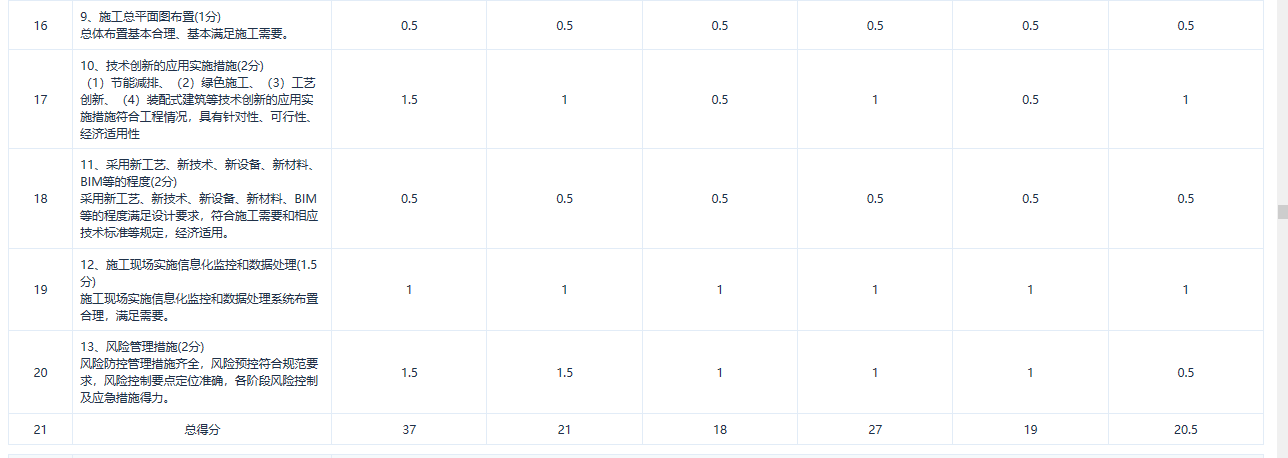 9、施工总平面图布置(1分)
16 总体布置基本合理、基本满足施工需要。 0.5 0.5 0.5 0.5 0.5 0.5
10、技术创新的应用实施措施(2分)
（1）节能减排、（2）绿色施工、（3）工艺
17 创新、（4）装配式建筑等技术创新的应用实 1.5 1 0.5 1 0.5 1
施措施符合工程情况，具有针对性、可行性、
经济适用性
11、采用新工艺、新技术、新设备、新材料、
BIM等的程度(2分)
18 采用新工艺、新技术、新设备、新材料、BIM 0.5 0.5 0.5 0.5 0.5 0.5
等的程度满足设计要求，符合施工需要和相应
技术标准等规定，经济适用。
12、施工现场实施信息化监控和数据处理(1.5
分)
19 施工现场实施信息化监控和数据处理系统布置 1 1 1 1 1 1
合理，满足需要。
13、风险管理措施(2分)
风险防控管理措施齐全，风险预控符合规范要
20 求，风险控制要点定位准确，各阶段风险控制 1.5 1.5 1 1 1 0.5
及应急措施得力。
21 总得分 37 21 18 27 19 20.5